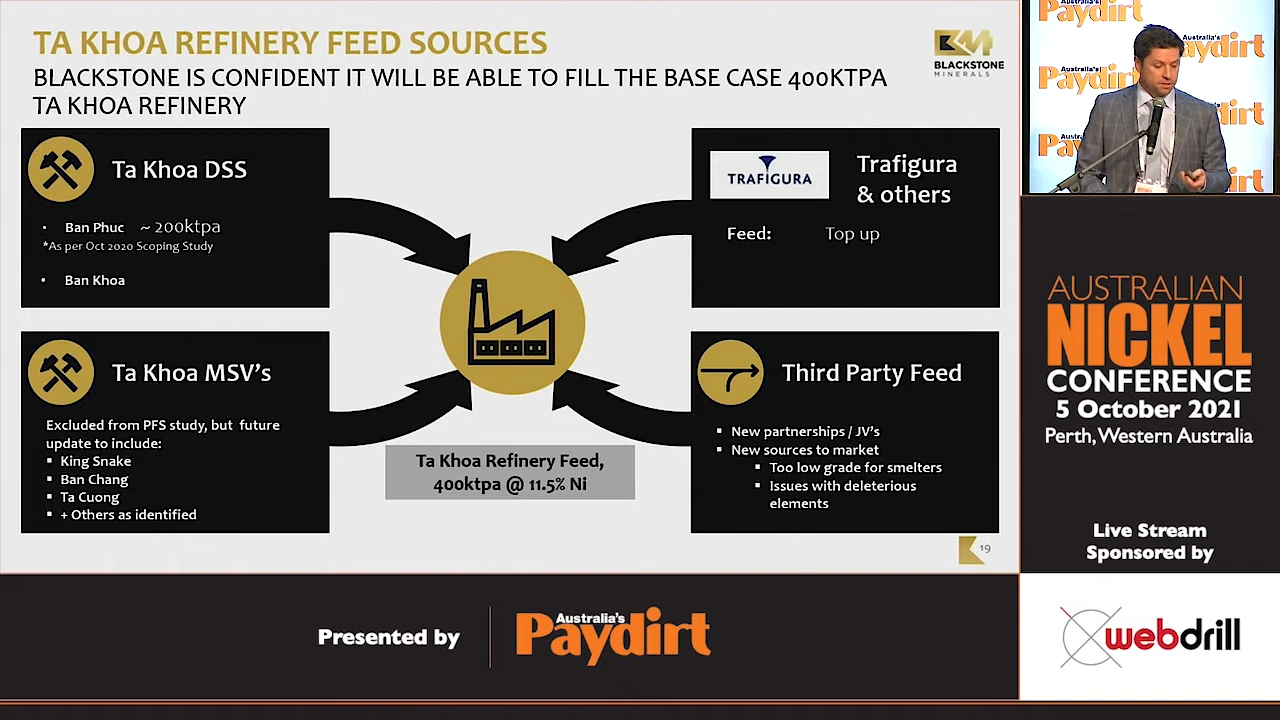 TA KHOA REFINERY FEED SOURCES
BLACKSTONE IS CONFIDENT IT WILL BE ABLE TO FILL THE BASE CASE 400KTPA
TA KHOA REFINERY
BLACKSTONE
MINERALS
Ta Khoa DSS
• Ban Phuc ~ 200ktpa
*As per Oct 2020 Scoping Study
• Ban Khoa
TRAFIGURA
Trafigura
& others
Feed: Top up
Ta Khoa MSV's
Excluded from PFS study, but future
update to include:
▪ King Snake
▪ Ban Chang
▪ Ta Cuong
▪ + Others as identified
Ta Khoa Refinery Feed,
400ktpa @ 11.5% Ni
Third Party Feed
▪ New partnerships / JV's
▪ New sources to market
▪ Too low grade for smelters
▪ Issues with deleterious
elements
19
Australia's
Paydirt
AUSTRALIAN
NICKEL
CONFERENCE
5 October 2021
Perth, Western Australia
Live Stream
Sponsored by
webdrill
Presented by
Australia's
Paydirt